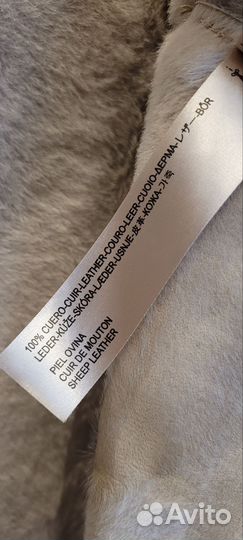 100% CUERO-CUIR-LEATHER-COURO-LEER-CUOIO-ΔΕΡΜΑ-レザー-BŐR
LEDER-KŮŽE-SKÓRA-LÆDER-USNJE-皮革-КОЖА-가죽
PIEL OVINA
CUIR DE MOUTON
SHEEP LEATHER
Avito